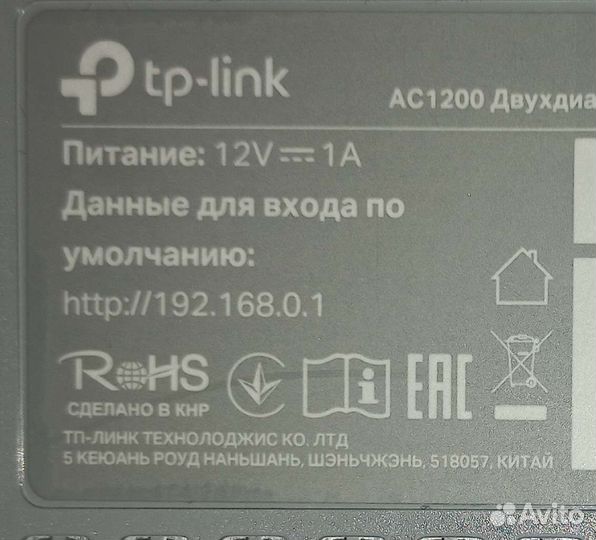 tp-link
AC1200 Двухдиа
Питание: 12V 1A
Данные для входа по
умолчанию:
http://192.168.0.1
RoHS
EAC
СДЕЛАНО В КНР
ТП-ЛИНК ТЕХНОЛОДЖИС КО. ЛТД
5 КЕЮАНЬ РОУД НАНЬШАНЬ, ШЭНЬЧЖЭНЬ, 518057, КИТАЙ
Avito